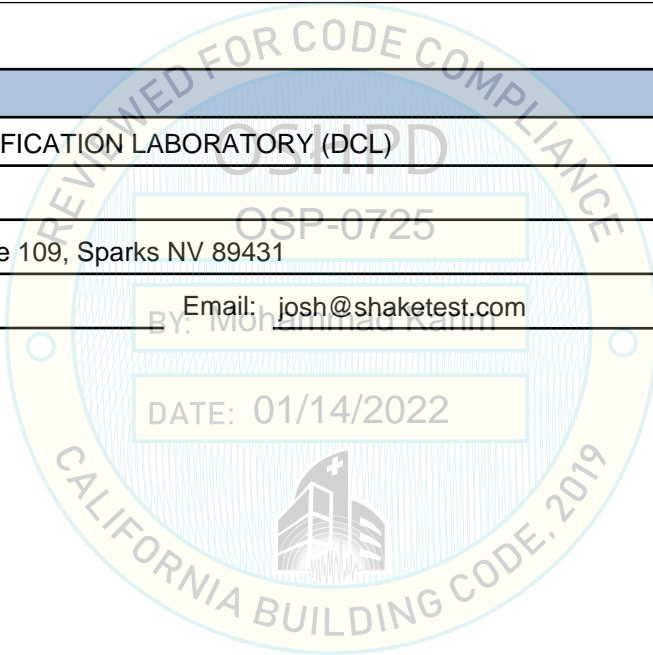 REVIEWED FOR CODE COMPLIANCE
FICATION LABORATORY (DCL)
OSHPD
OSP-0725
e 109, Sparks NV 89431
Email: josh@shaketest.com
BY: Mohammad Karim
DATE: 01/14/2022
CALIFORNIA BUILDING CODE, 2019